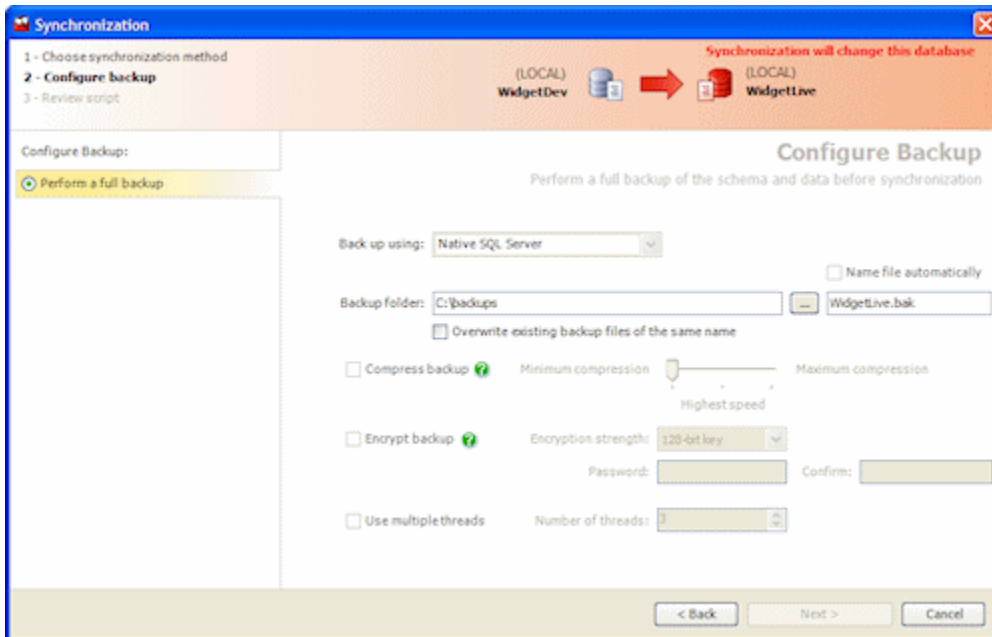 Synchronization
1 - Choose synchronization method
2 - Configure backup
3 - Review script
Synchronization will change this database
(LOCAL)
WidgetDev
(LOCAL)
WidgetLive
Configure Backup:
Perform a full backup
Configure Backup
Perform a full backup of the schema and data before synchronization
Back up using: Native SQL Server
Name file automatically
Backup folder: C:\backups ... WidgetLive.bak
Overwrite existing backup files of the same name
Compress backup ? Minimum compression Maximum compression
Highest speed
Encrypt backup ? Encryption strength: 128-bit key
Password: Confirm:
Use multiple threads Number of threads: 3
< Back Next > Cancel